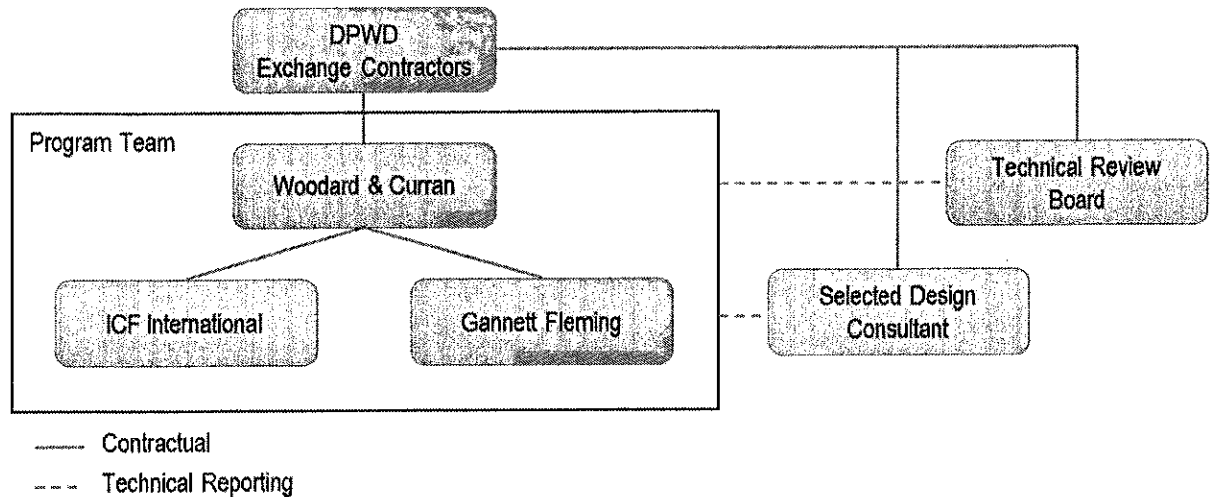 DPWD
Exchange Contractors
Program Team
Woodard & Curran
Technical Review
Board
ICF International
Gannett Fleming
Selected Design
Consultant
Contractual
Technical Reporting